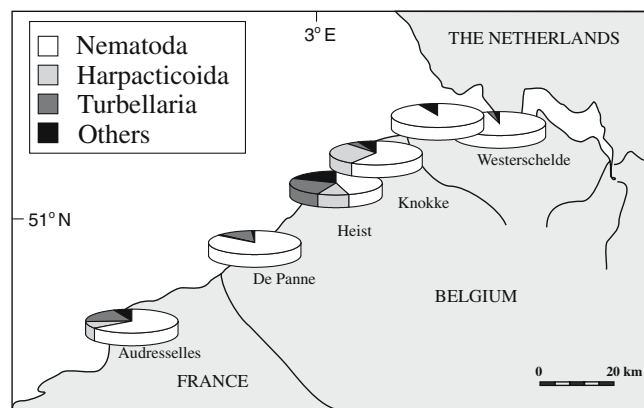 Nematoda
Harpacticoida
Turbellaria
Others
3° E
THE NETHERLANDS
Westerschelde
Knokke
51° N
Heist
De Panne
BELGIUM
Audresselles
FRANCE
0 20 km